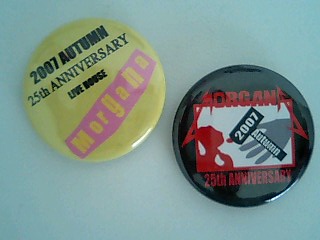 2007 AUTUMN
25th ANNIVERSARY
LIVE HOUSE
Morgana
MORGANA
2007
Autumn
25th ANNIVERSARY